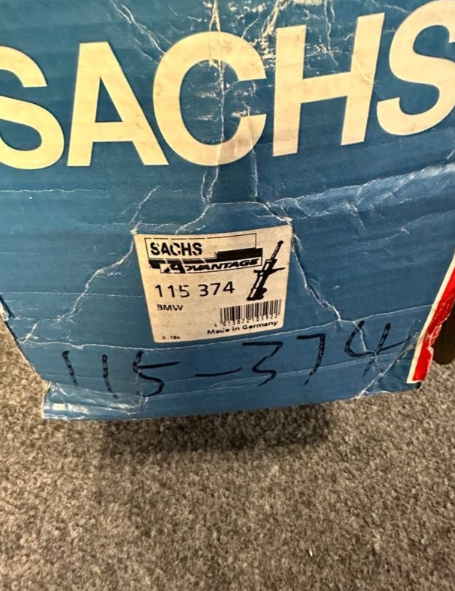 SACHS
SACHS
ADVANTAGE
115 374
BMW
Made in Germany
115-374